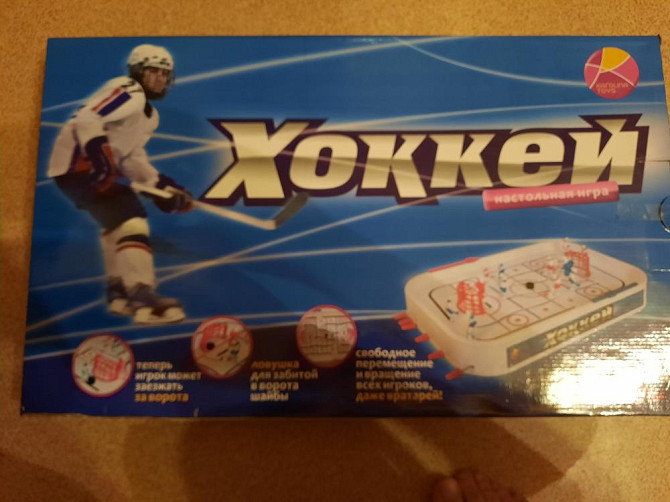 Хоккей
настольная игра
Хоккей
теперь
игрок может
заезжать
за ворота
ловушка
для забитой
в ворота
шайбы
свободное
перемещение
и вращение
всех игроков,
даже вратарей!